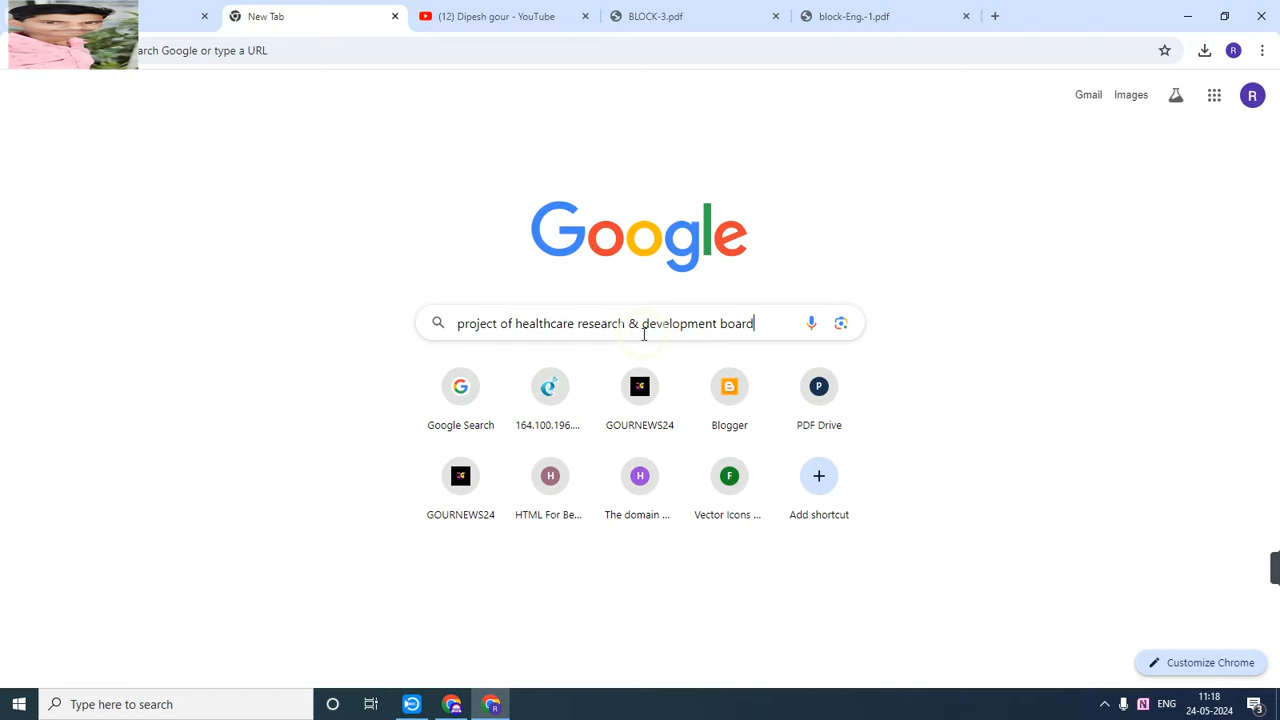 New Tab
(12) Dipesh gour - YouTube
BLOCK-3.pdf
block-Eng.-1.pdf
arch Google or type a URL
R
Gmail
Images
R
Google
project of healthcare research & development board
P
Google Search
164.100.196....
GOURNEWS24
Blogger
PDF Drive
H
H
F
GOURNEWS24
HTML For Be...
The domain ...
Vector Icons ...
Add shortcut
Customize Chrome
Type here to search
ENG
11:18
24-05-2024